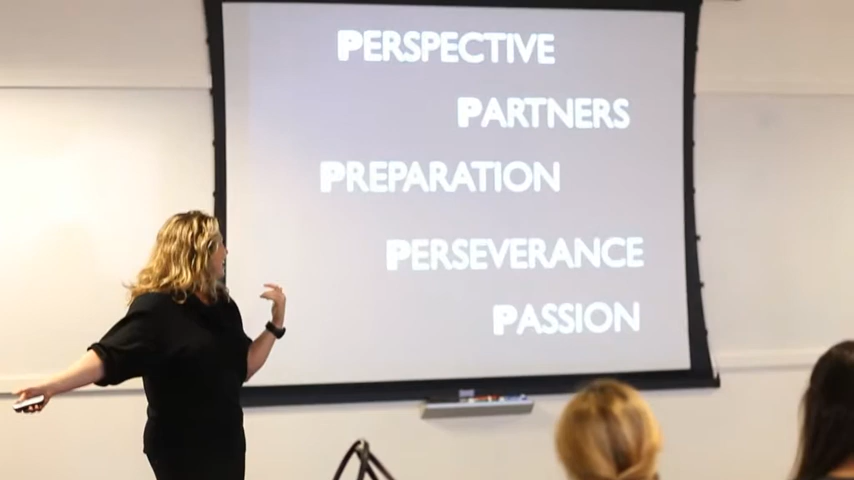 PERSPECTIVE
PARTNERS
PREPARATION
PERSEVERANCE
PASSION